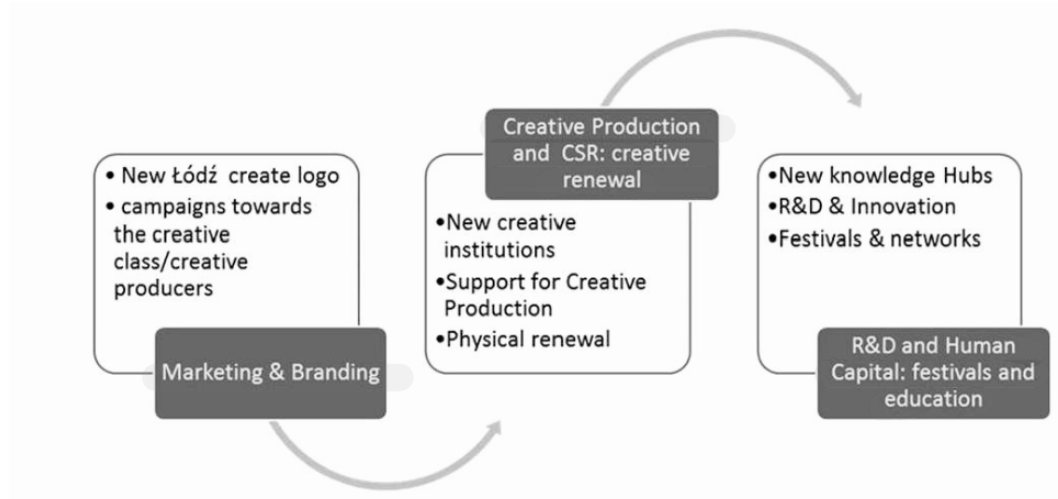 • New Łódź create logo
• campaigns towards
the creative
class/creative
producers
Marketing & Branding
Creative Production
and CSR: creative
renewal
•New creative
institutions
•Support for Creative
Production
•Physical renewal
•New knowledge Hubs
•R&D & Innovation
•Festivals & networks
R&D and Human
Capital: festivals and
education